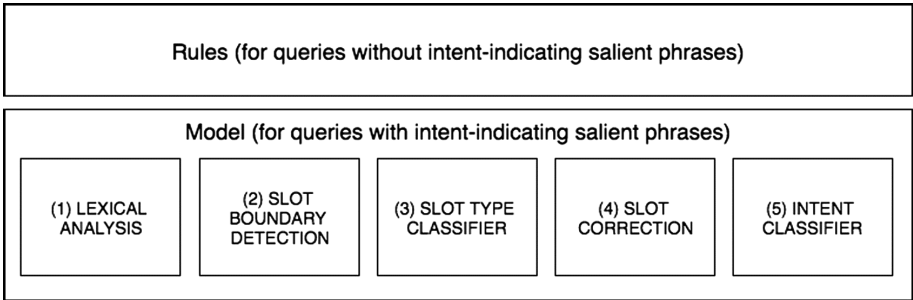 Rules (for queries without intent-indicating salient phrases)
Model (for queries with intent-indicating salient phrases)
(1) LEXICAL
ANALYSIS
(2) SLOT
BOUNDARY
DETECTION
(3) SLOT TYPE
CLASSIFIER
(4) SLOT
CORRECTION
(5) INTENT
CLASSIFIER